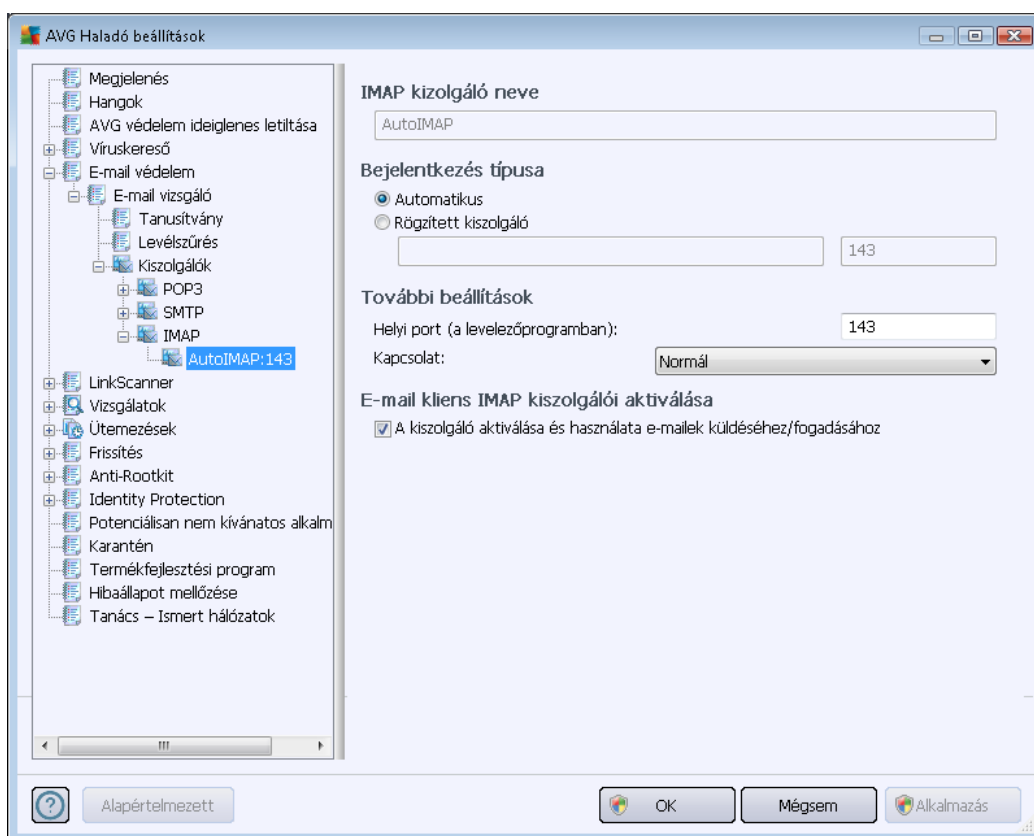 AVG Haladó beállítások
Megjelenés
Hangok
AVG védelem ideiglenes letiltása
Víruskereső
E-mail védelem
E-mail vizsgáló
Tanusítvány
Levélszűrés
Kiszolgálók
POP3
SMTP
IMAP
AutoIMAP:143
LinkScanner
Vizsgálatok
Ütemezések
Frissítés
Anti-Rootkit
Identity Protection
Potenciálisan nem kívánatos alkalm
Karantén
Termékfejlesztési program
Hibaállapot mellőzése
Tanács – Ismert hálózatok
IMAP kizolgáló neve
AutoIMAP
Bejelentkezés típusa
Automatikus
Rögzített kiszolgáló
143
További beállítások
Helyi port (a levelezőprogramban): 143
Kapcsolat: Normál
E-mail kliens IMAP kiszolgálói aktiválása
A kiszolgáló aktiválása és használata e-mailek küldéséhez/fogadásához
Alapértelmezett OK Mégsem Alkalmazás